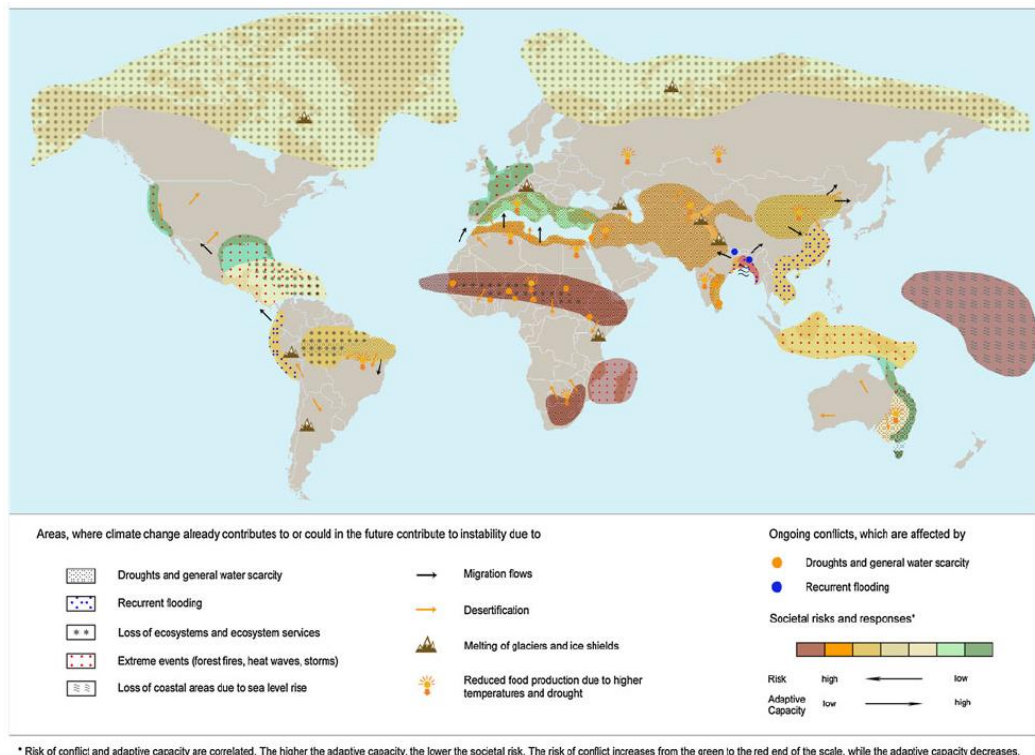 Areas, where climate change already contributes to or could in the future contribute to instability due to
Droughts and general water scarcity
Recurrent flooding
Loss of ecosystems and ecosystem services
Extreme events (forest fires, heat waves, storms)
Loss of coastal areas due to sea level rise
Migration flows
Desertification
Melting of glaciers and ice shields
Reduced food production due to higher
temperatures and drought
Ongoing conflicts, which are affected by
Droughts and general water scarcity
Recurrent flooding
Societal risks and responses*
Risk high low
Adaptive
Capacity low high
* Risk of conflict and adaptive capacity are correlated. The higher the adaptive capacity, the lower the societal risk. The risk of conflict increases from the green to the red end of the scale, while the adaptive capacity decreases.